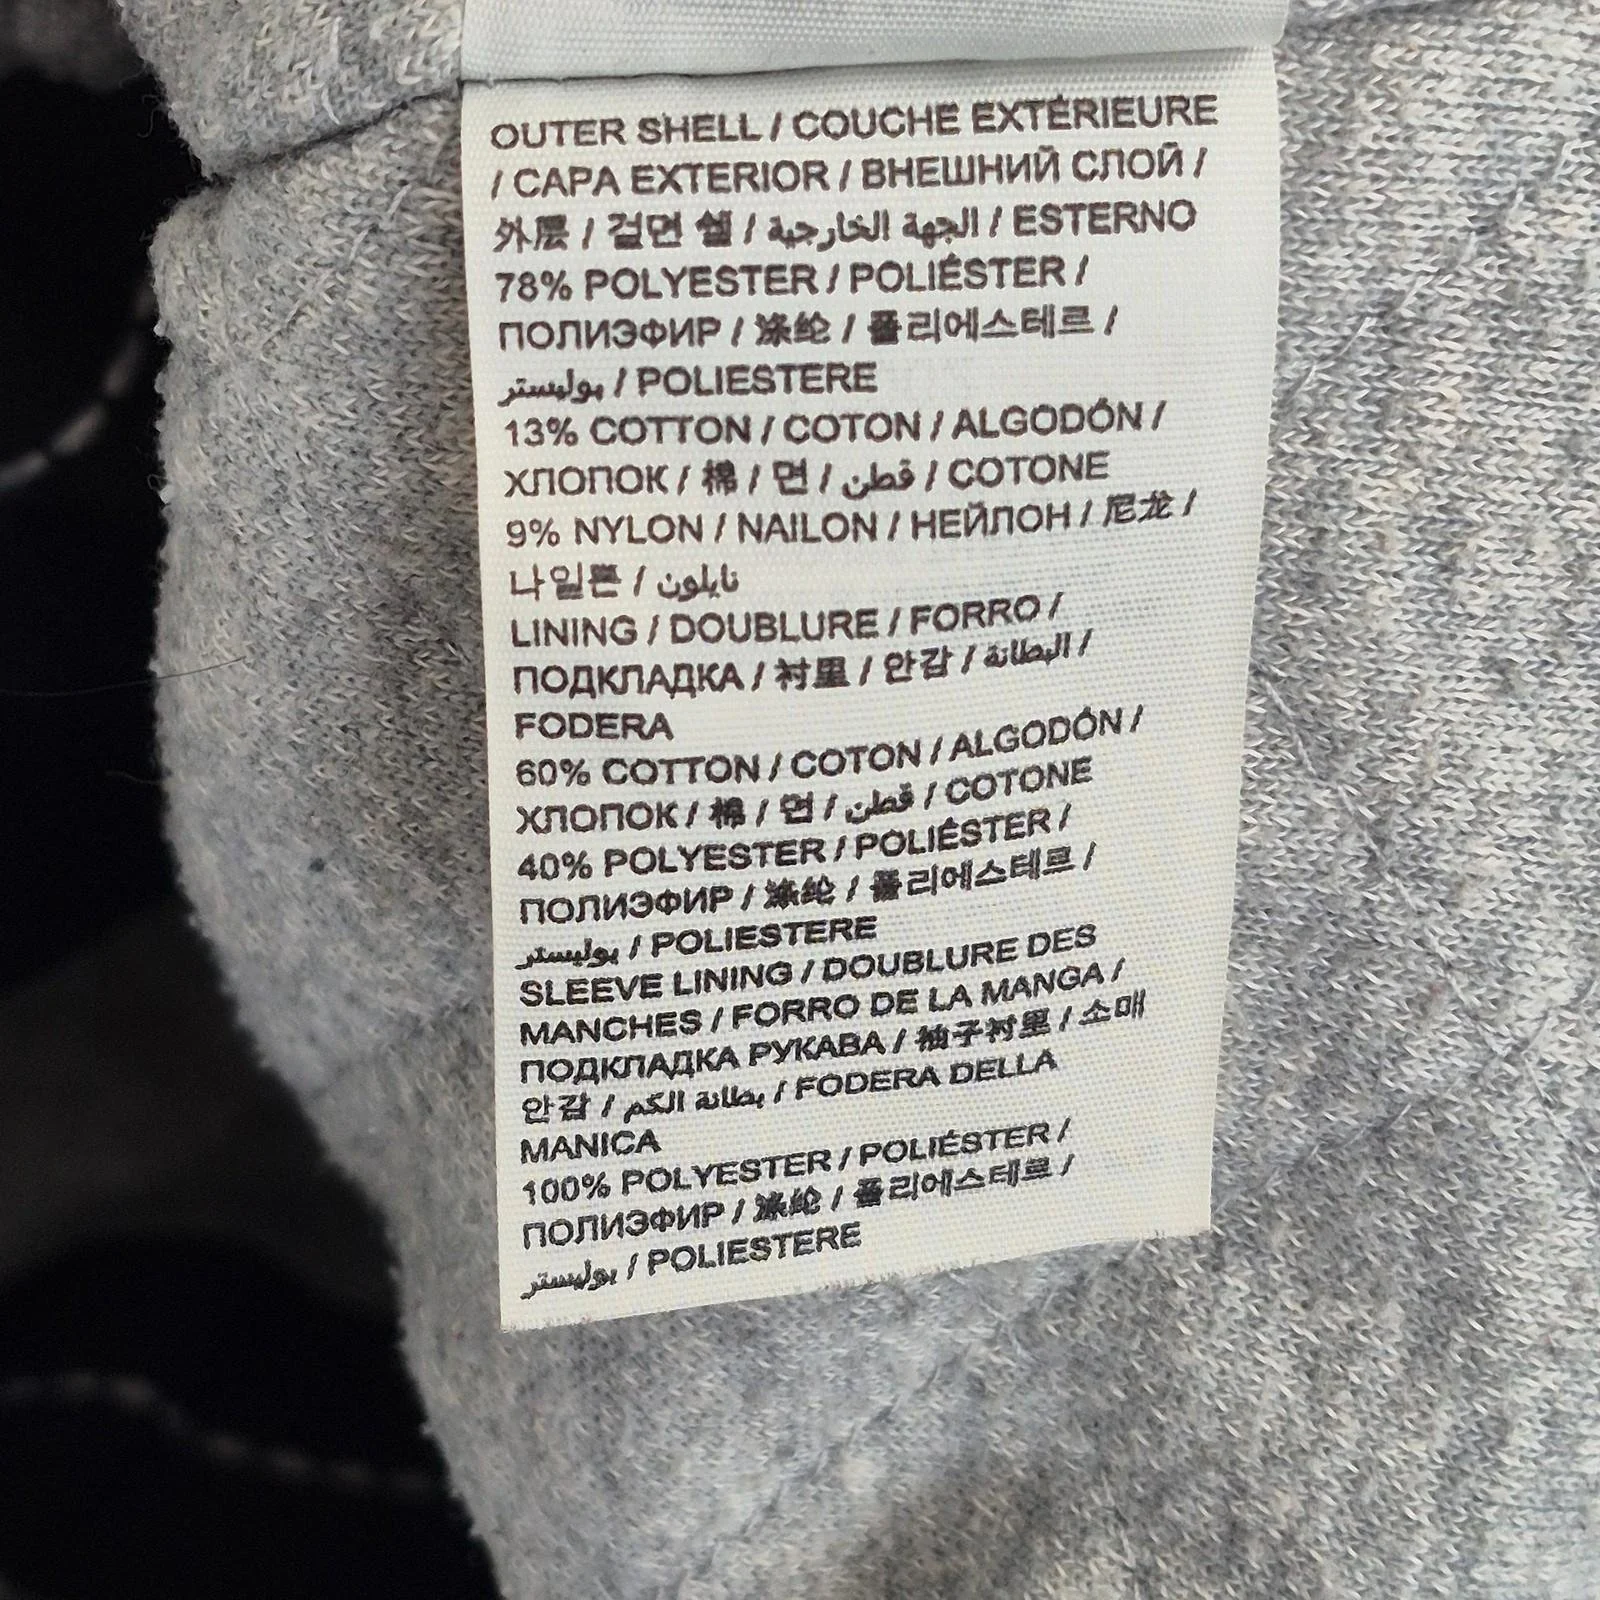 OUTER SHELL / COUCHE EXTÉRIEURE
/ CAPA EXTERIOR / ВНЕШНИЙ СЛОЙ /
外层 / 겉면 쉘 / الجهة الخارجية / ESTERNO
78% POLYESTER / POLIÉSTER /
ПОЛИЭФИР / 涤纶 / 폴리에스테르 /
بوليستر / POLIESTERE
13% COTTON / COTON / ALGODÓN /
ХЛОПОК / 棉 / 면 / قطن / COTONE
9% NYLON / NAILON / НЕЙЛОН / 尼龙 /
나일론 / نايلون
LINING / DOUBLURE / FORRO /
ПОДКЛАДКА / 衬里 / 안감 / البطانة /
FODERA
60% COTTON / COTON / ALGODÓN /
ХЛОПОК / 棉 / 면 / قطن / COTONE
40% POLYESTER / POLIÉSTER /
ПОЛИЭФИР / 涤纶 / 폴리에스테르 /
بوليستر / POLIESTERE
SLEEVE LINING / DOUBLURE DES
MANCHES / FORRO DE LA MANGA /
ПОДКЛАДКА РУКАВА / 袖子衬里 / 소매
안감 / بطانة الكم / FODERA DELLA
MANICA
100% POLYESTER / POLIÉSTER /
ПОЛИЭФИР / 涤纶 / 폴리에스테르 /
بوليستر / POLIESTERE